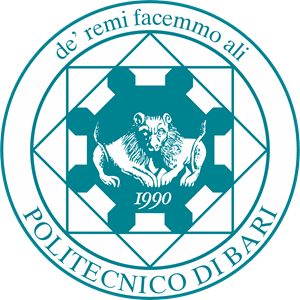 de' remi facemmo ali
1990
POLITECNICO DI BARI